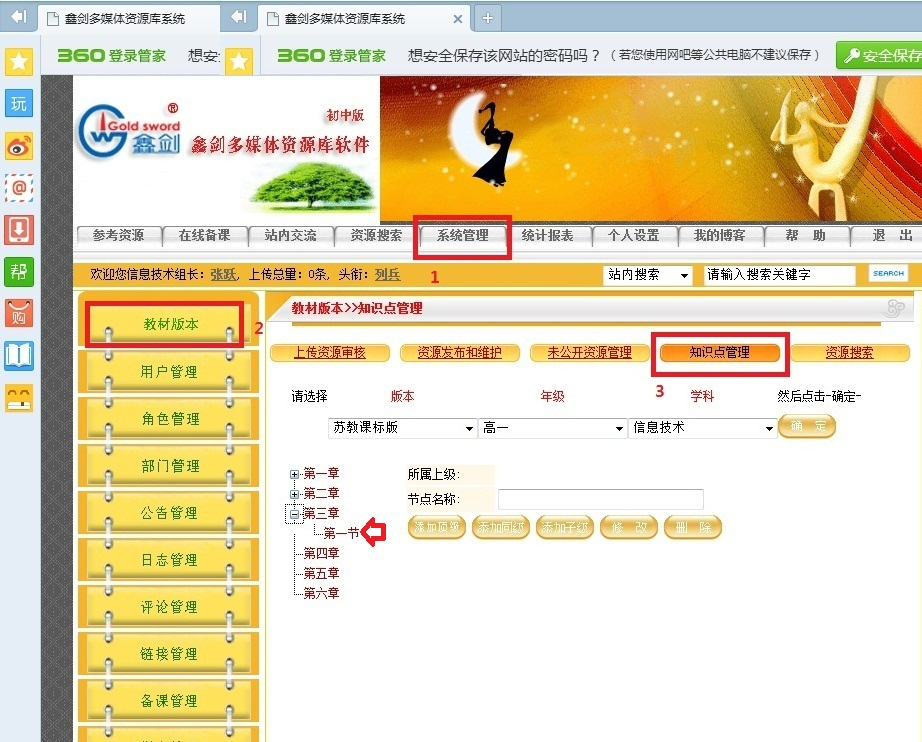 鑫剑多媒体资源库系统
鑫剑多媒体资源库系统
360登录管家 想安
360登录管家 想安全保存该网站的密码吗？（若您使用网吧等公共电脑不建议保存） 安全保存
玩
@
帮
购
Gold sword ®
鑫剑
初中版
鑫剑多媒体资源库软件
参考资源 在线备课 站内交流 资源搜索 系统管理 统计报表 个人设置 我的博客 帮 助 退 出
欢迎您信息技术组长：张跃，上传总量：0条，头衔：列兵 1 站内搜索 请输入搜索关键字 SEARCH
教材版本 2
用户管理
角色管理
部门管理
公告管理
日志管理
评论管理
链接管理
备课管理
教材版本>>知识点管理
上传资源审核 资源发布和维护 未公开资源管理 知识点管理 资源搜索
请选择 版本 年级 3 学科 然后点击-确定-
苏教课标版 高一 信息技术 确 定
第一章
第二章
第三章
第一节
第四章
第五章
第六章
所属上级:
节点名称:
添加顶级 添加同级 添加子级 修 改 删 除